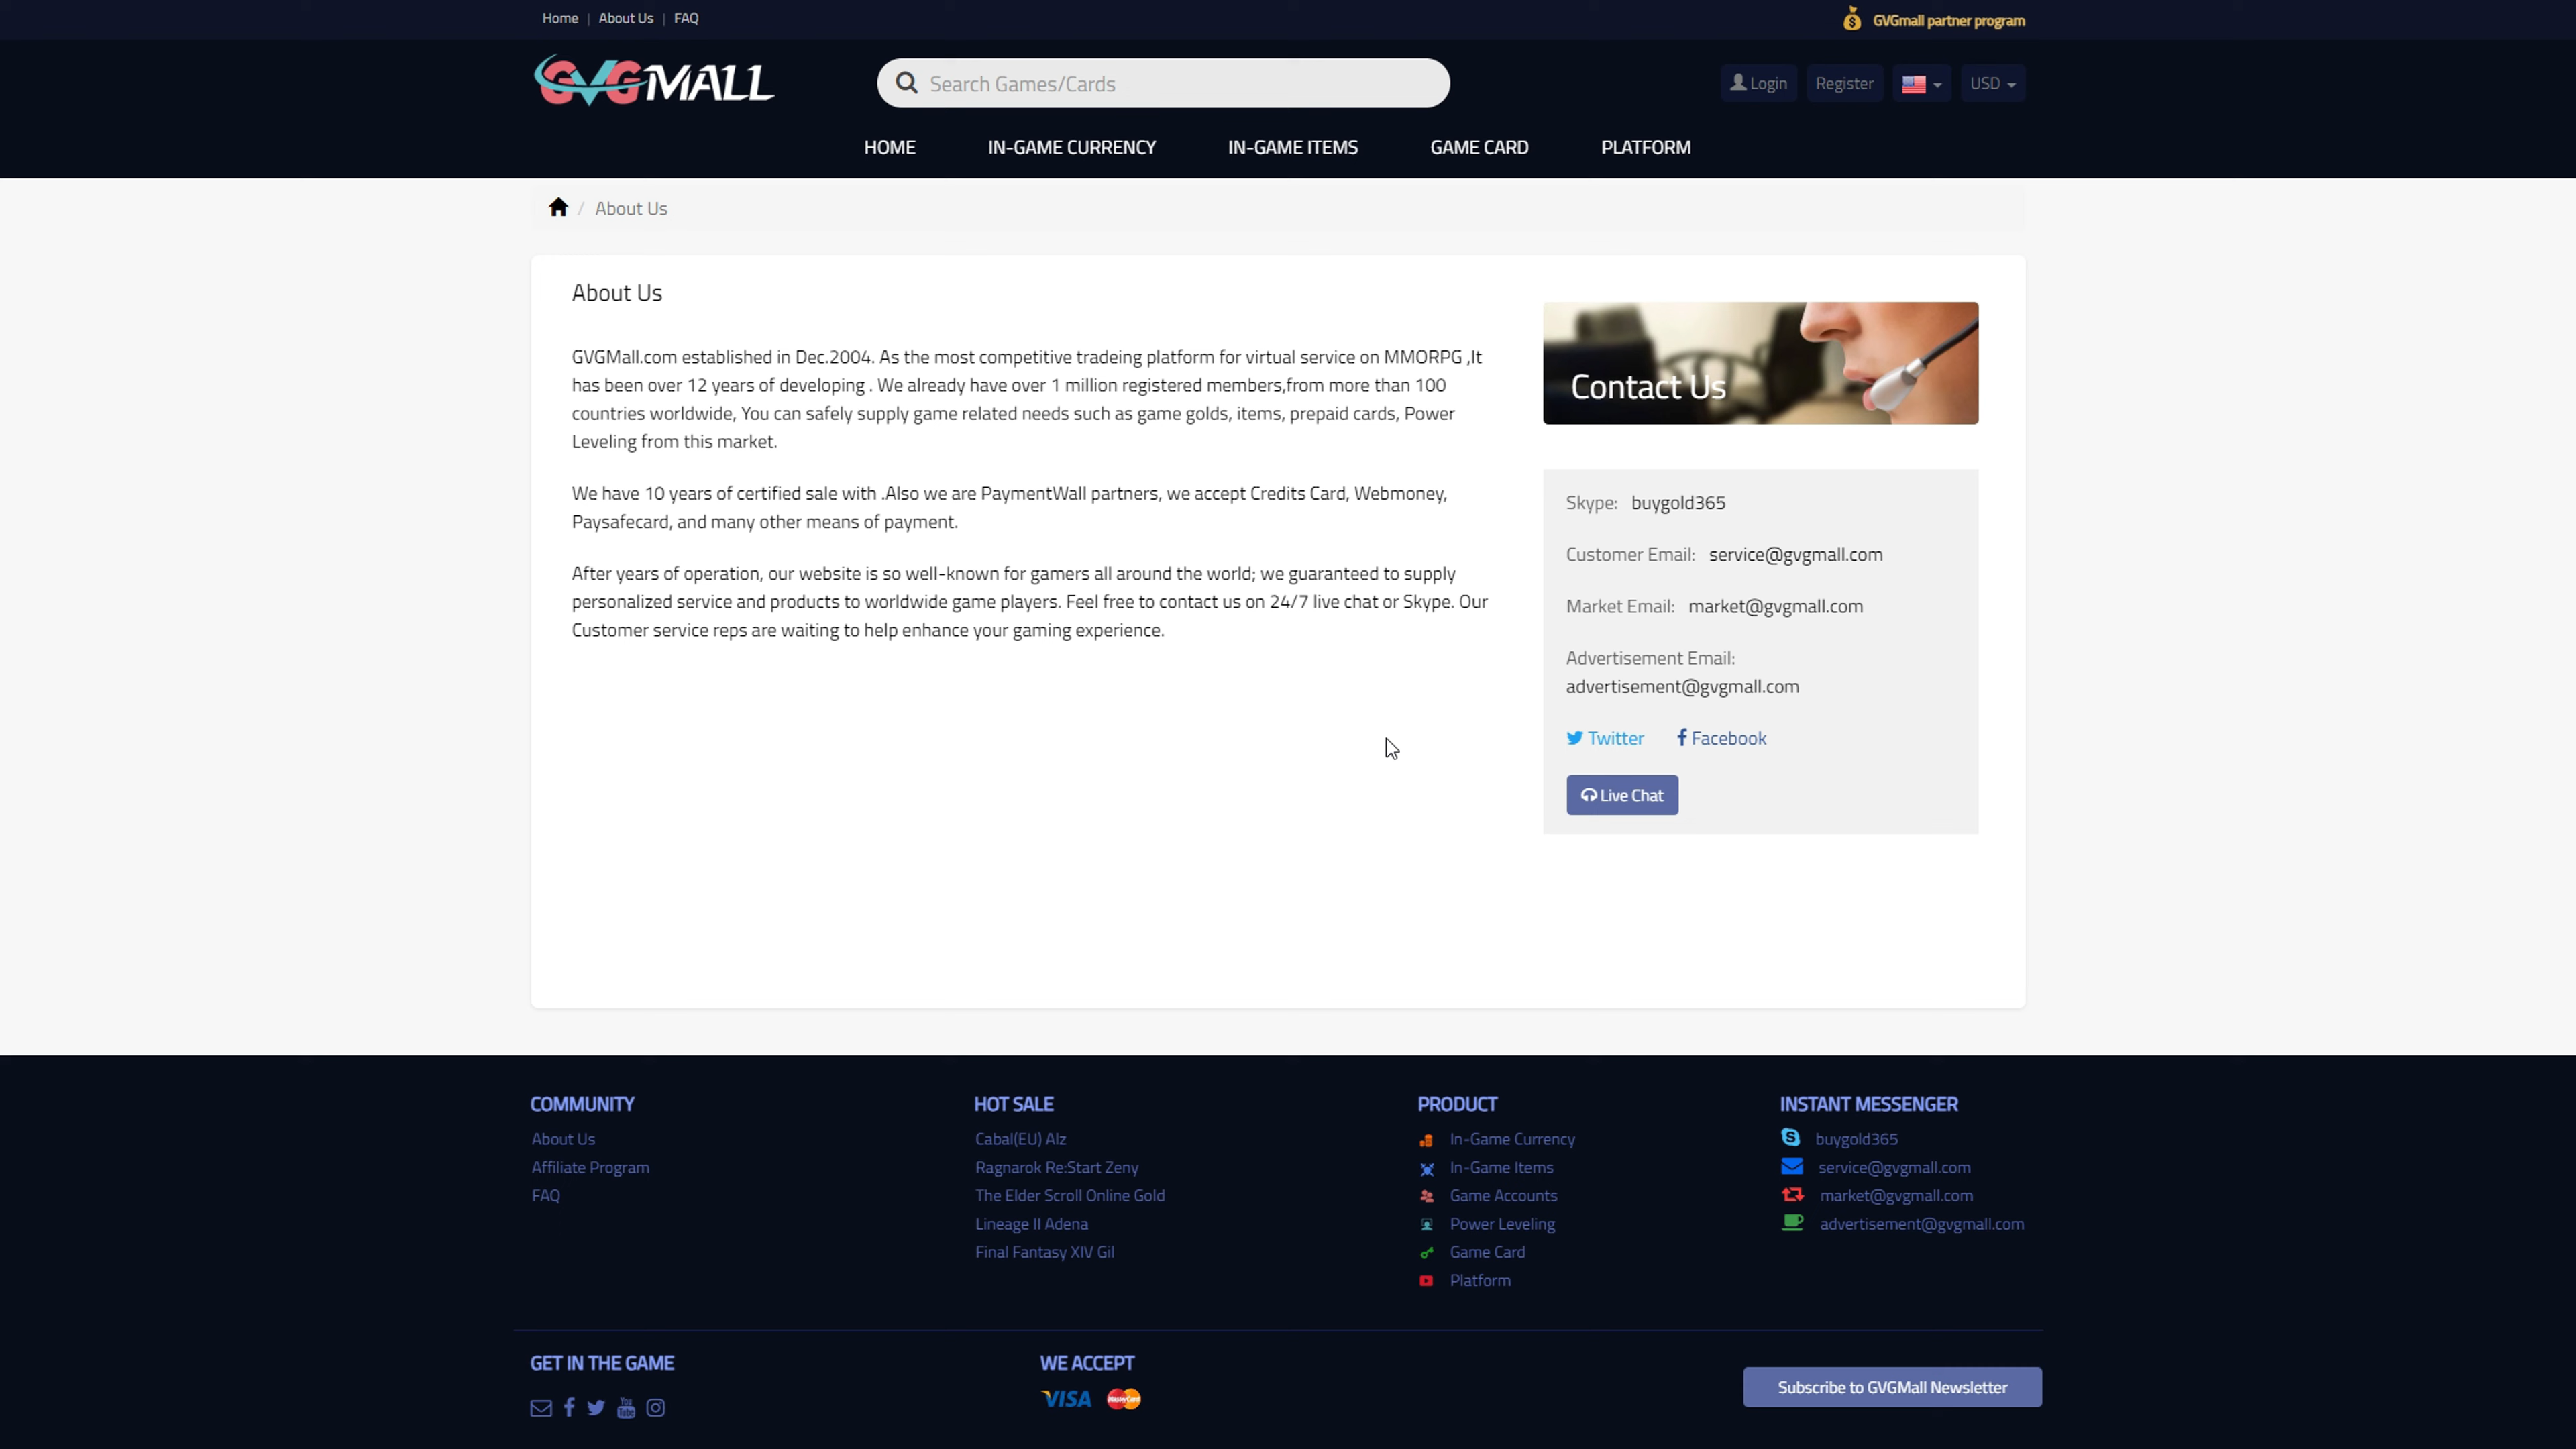 Home | About Us | FAQ
GVGmall partner program
GVGMALL
Search Games/Cards
Login
Register
USD
HOME
IN-GAME CURRENCY
IN-GAME ITEMS
GAME CARD
PLATFORM
/ About Us
About Us
GVGMall.com established in Dec.2004. As the most competitive tradeing platform for virtual service on MMORPG ,It
has been over 12 years of developing . We already have over 1 million registered members,from more than 100
countries worldwide, You can safely supply game related needs such as game golds, items, prepaid cards, Power
Leveling from this market.
We have 10 years of certified sale with .Also we are PaymentWall partners, we accept Credits Card, Webmoney,
Paysafecard, and many other means of payment.
After years of operation, our website is so well-known for gamers all around the world; we guaranteed to supply
personalized service and products to worldwide game players. Feel free to contact us on 24/7 live chat or Skype. Our
Customer service reps are waiting to help enhance your gaming experience.
Contact Us
Skype: buygold365
Customer Email: service@gvgmall.com
Market Email: market@gvgmall.com
Advertisement Email:
advertisement@gvgmall.com
Twitter
Facebook
Live Chat
COMMUNITY
About Us
Affiliate Program
FAQ
HOT SALE
Cabal(EU) Alz
Ragnarok Re:Start Zeny
The Elder Scroll Online Gold
Lineage II Adena
Final Fantasy XIV Gil
PRODUCT
In-Game Currency
In-Game Items
Game Accounts
Power Leveling
Game Card
Platform
INSTANT MESSENGER
buygold365
service@gvgmall.com
market@gvgmall.com
advertisement@gvgmall.com
GET IN THE GAME
WE ACCEPT
VISA
MasterCard
Subscribe to GVGMall Newsletter